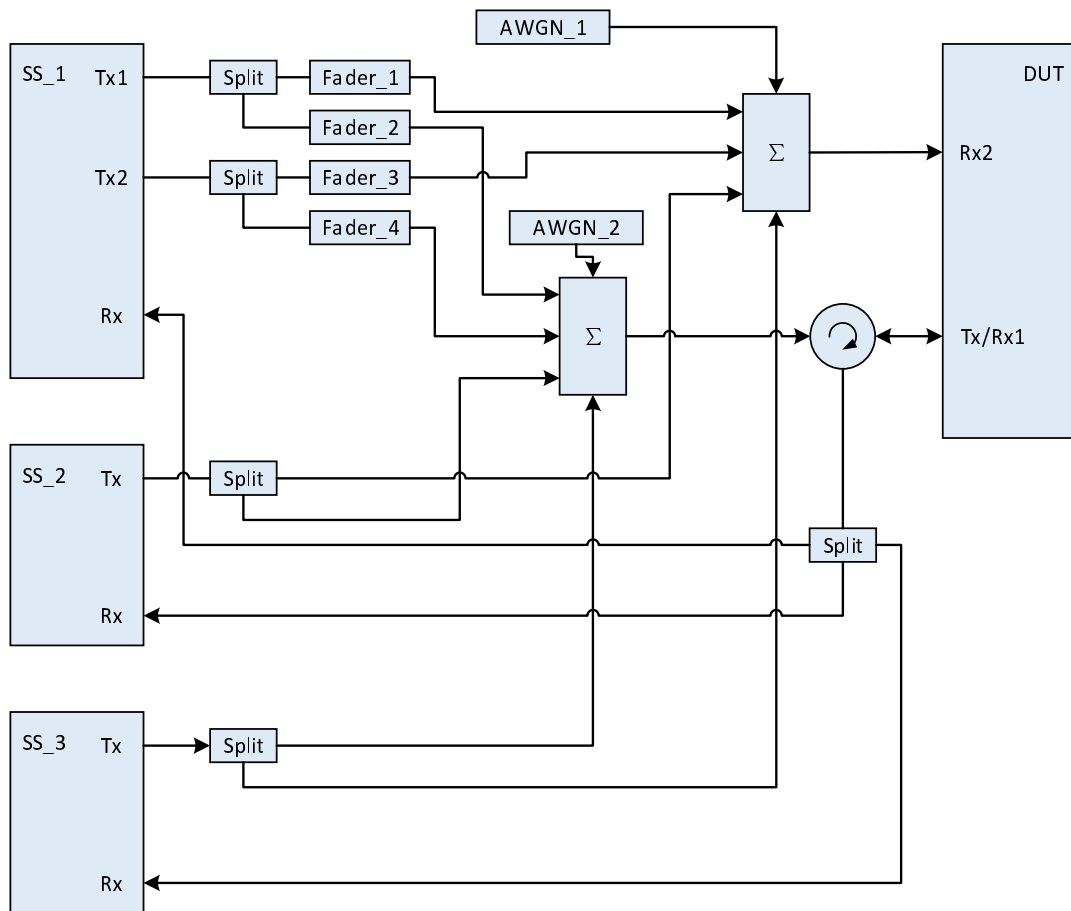 AWGN_1
SS_1
Tx1
Split
Fader_1
DUT
Fader_2
Σ
Rx2
Tx2
Split
Fader_3
Fader_4
AWGN_2
Rx
Σ
Tx/Rx1
SS_2
Tx
Split
Split
Rx
SS_3
Tx
Split
Rx